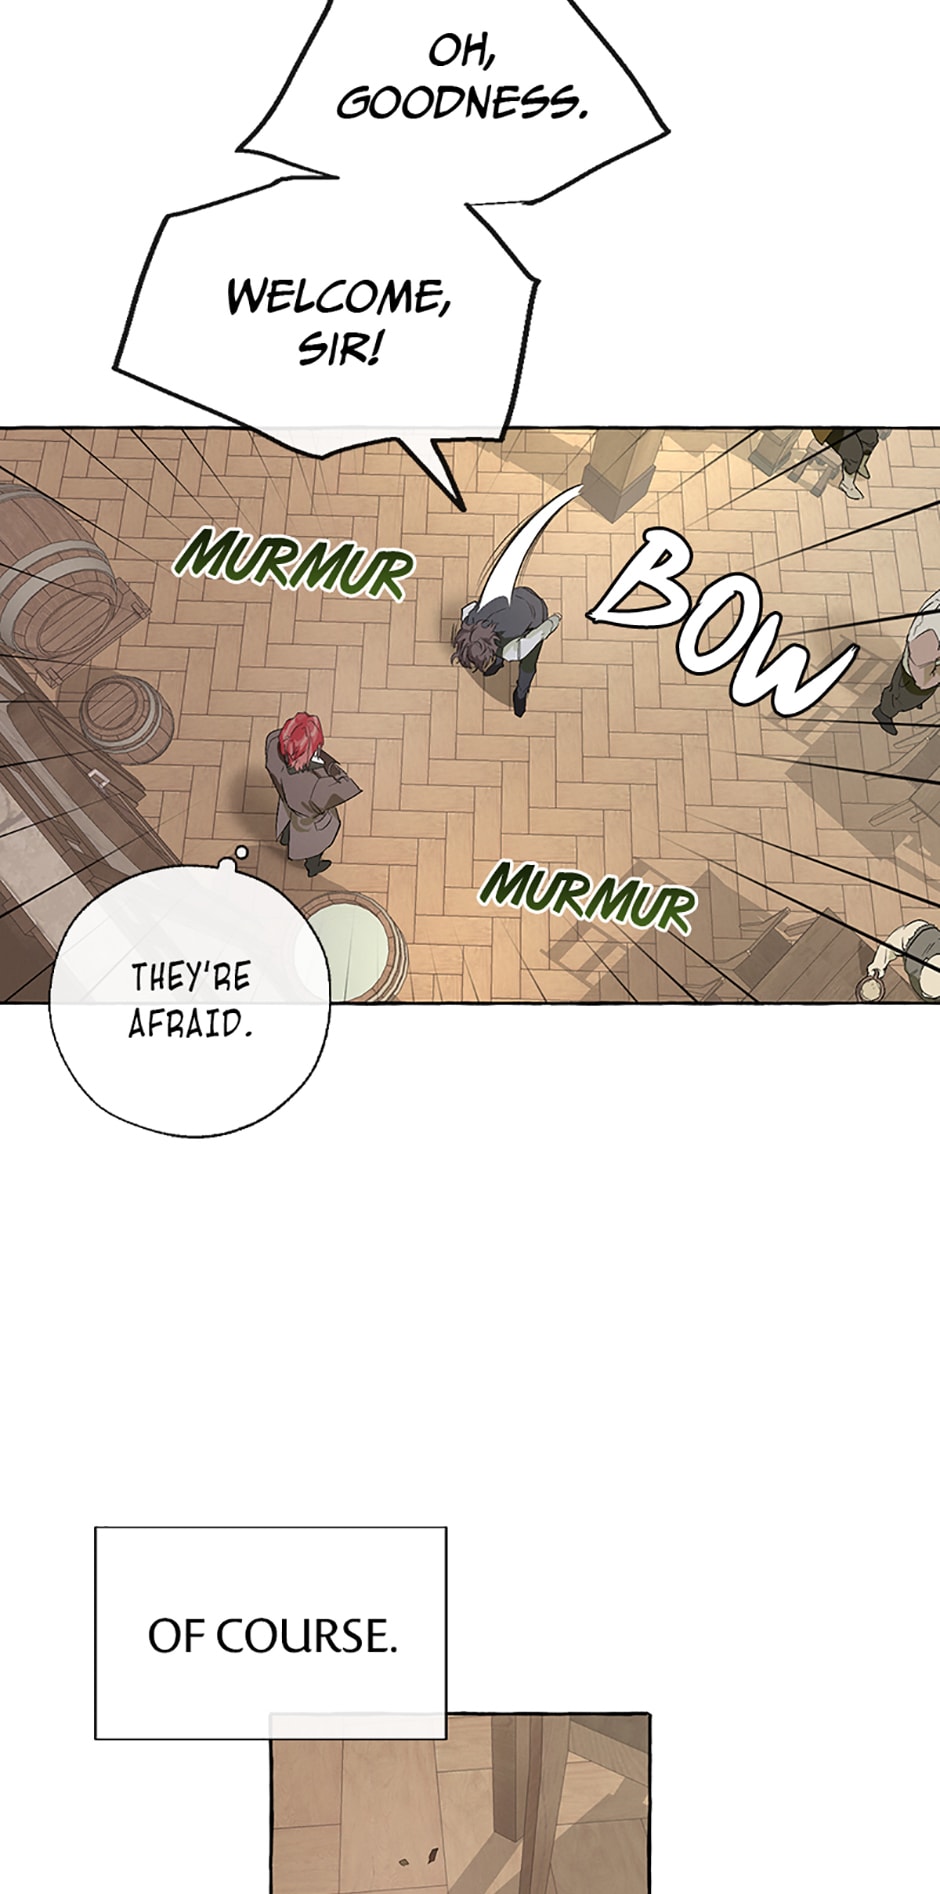 OH,
GOODNESS.
WELCOME,
SIR!
MURMUR
BOW
MURMUR
THEY'RE
AFRAID.
OF COURSE.